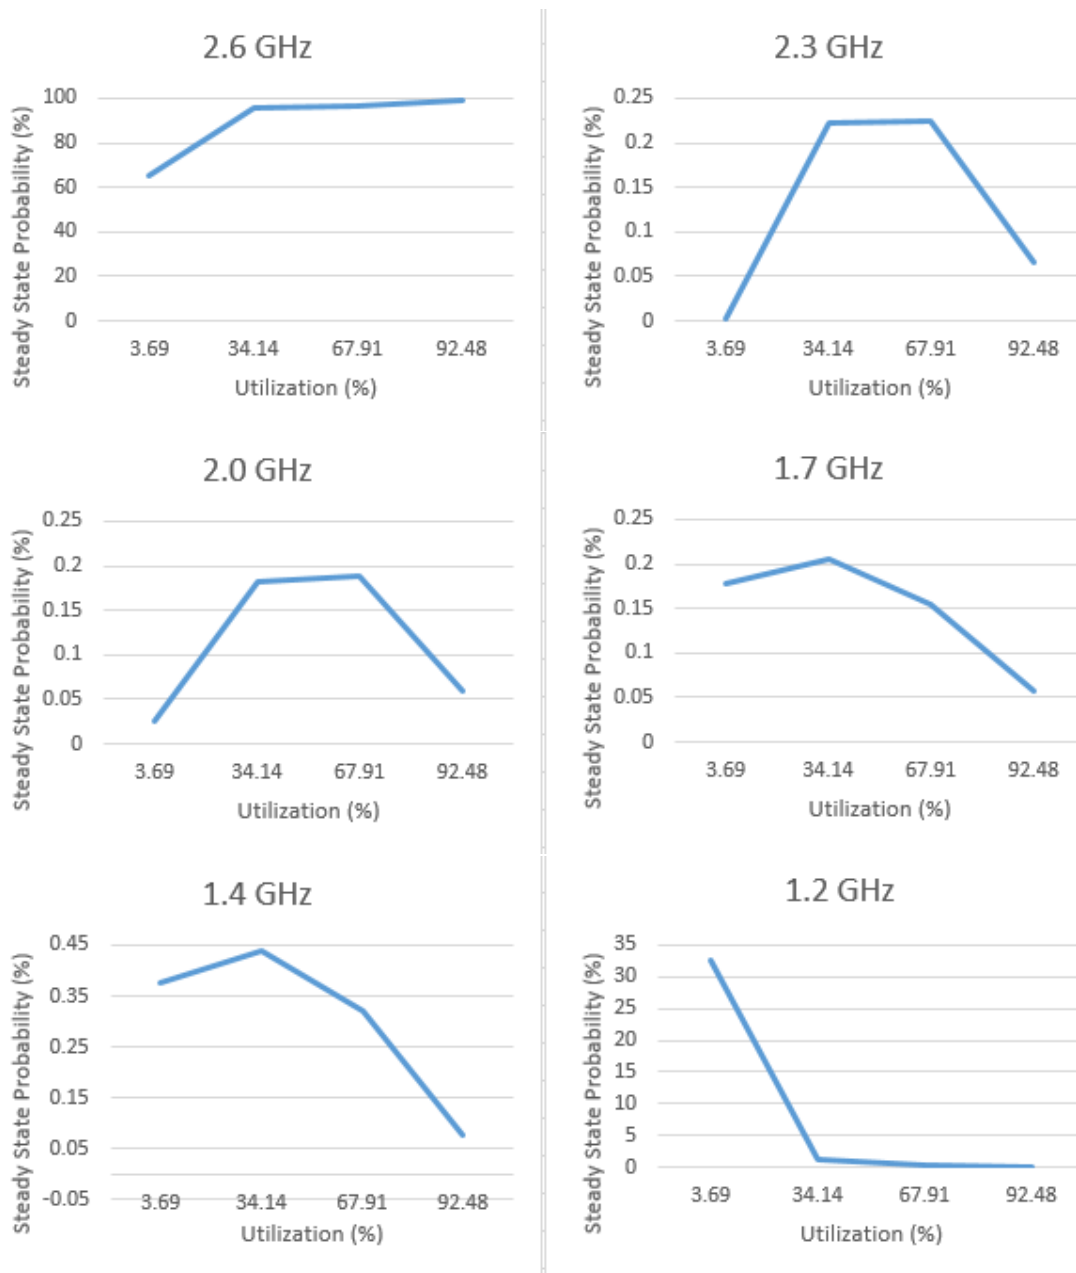 2.6 GHz
Steady State Probability (%)
100
80
60
40
20
0
3.69 34.14 67.91 92.48
Utilization (%)
2.3 GHz
Steady State Probability (%)
0.25
0.2
0.15
0.1
0.05
0
3.69 34.14 67.91 92.48
Utilization (%)
2.0 GHz
Steady State Probability (%)
0.25
0.2
0.15
0.1
0.05
0
3.69 34.14 67.91 92.48
Utilization (%)
1.7 GHz
Steady State Probability (%)
0.25
0.2
0.15
0.1
0.05
0
3.69 34.14 67.91 92.48
Utilization (%)
1.4 GHz
Steady State Probability (%)
0.45
0.35
0.25
0.15
0.05
-0.05
3.69 34.14 67.91 92.48
Utilization (%)
1.2 GHz
Steady State Probability (%)
35
30
25
20
15
10
5
0
3.69 34.14 67.91 92.48
Utilization (%)